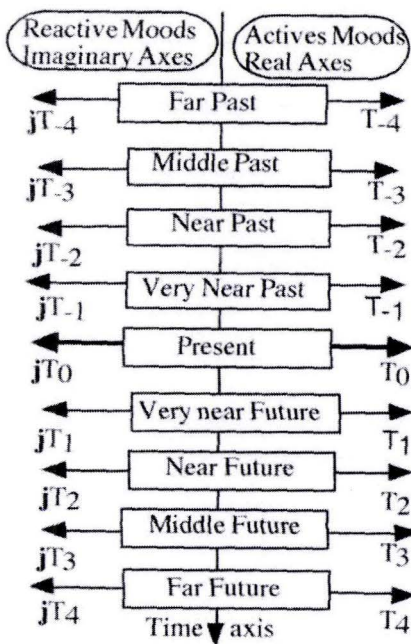 Reactive Moods
Imaginary Axes
Actives Moods
Real Axes
Far Past
jT-4
T-4
Middle Past
jT-3
T-3
Near Past
jT-2
T-2
Very Near Past
jT-1
T-1
Present
jT0
T0
Very near Future
jT1
T1
Near Future
jT2
T2
Middle Future
jT3
T3
Far Future
jT4
T4
Time axis